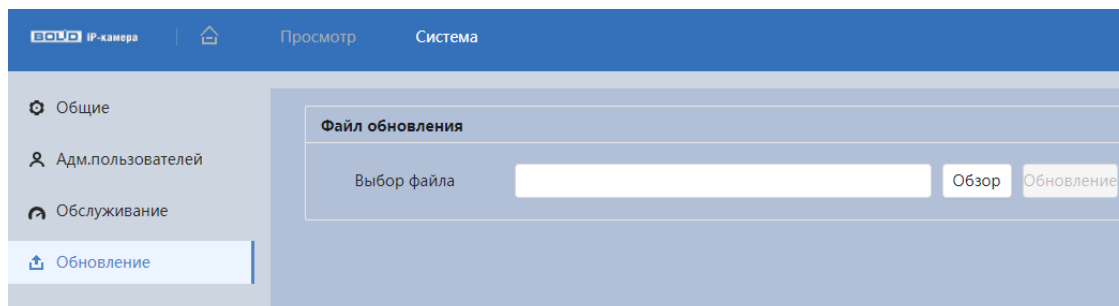 BOLID IP-камера Просмотр Система
Общие
Файл обновления
Адм.пользователей
Выбор файла Обзор Обновление
Обслуживание
Обновление